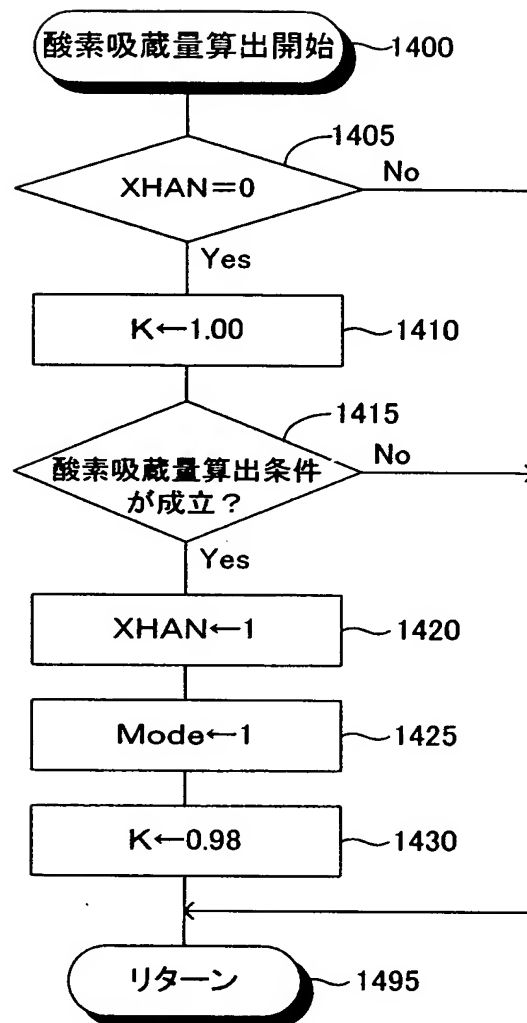 酸素吸蔵量算出開始
1400
1405
XHAN＝0
No
Yes
K←1.00
1410
1415
酸素吸蔵量算出条件
が成立？
No
Yes
XHAN←1
1420
Mode←1
1425
K←0.98
1430
リターン
1495